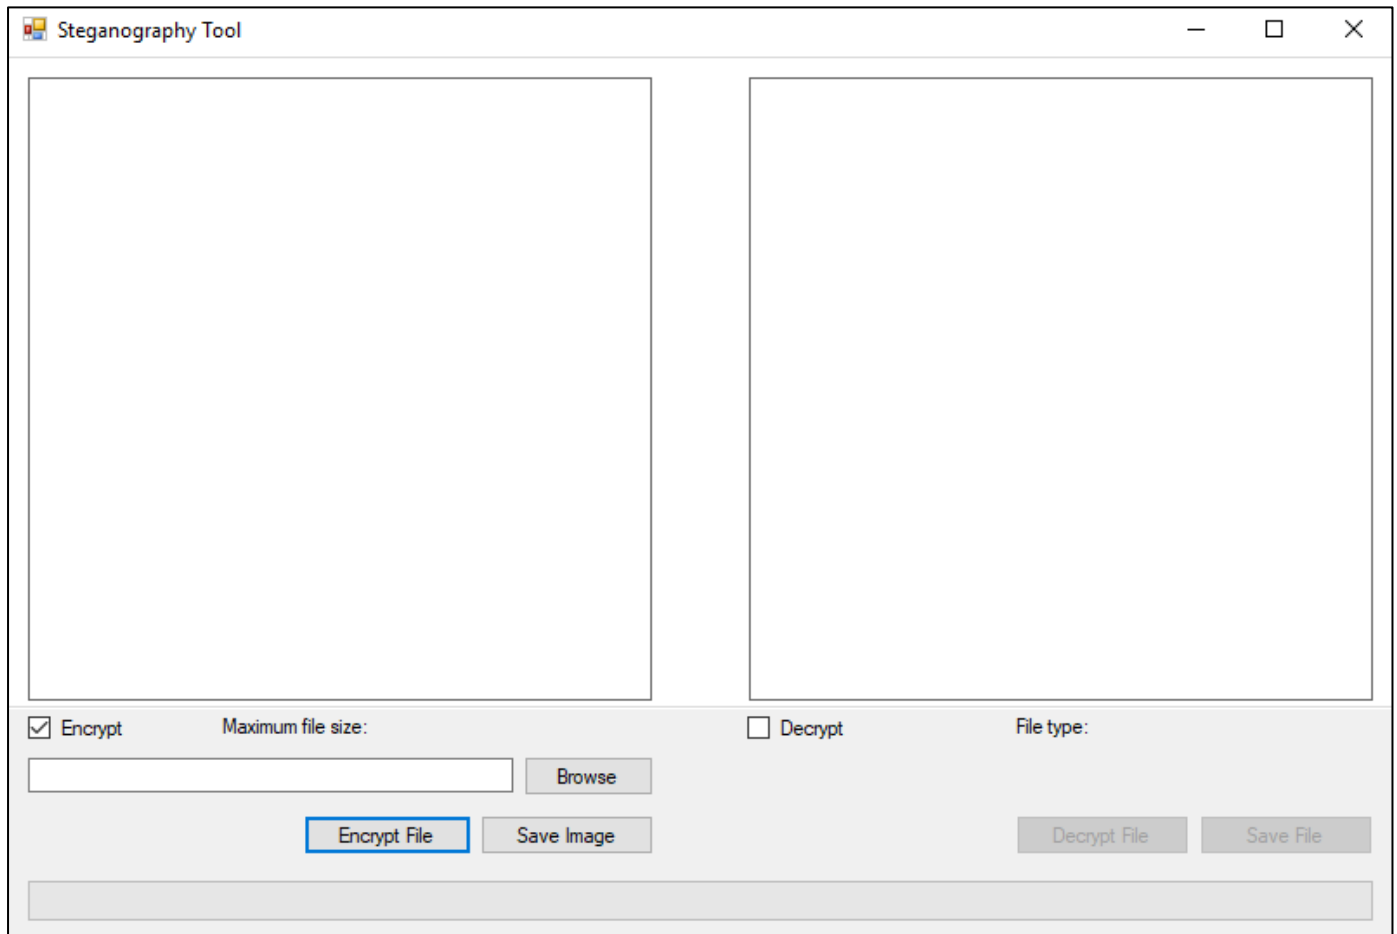 Steganography Tool
Encrypt Maximum file size:
Decrypt File type:
Browse
Encrypt File Save Image
Decrypt File Save File